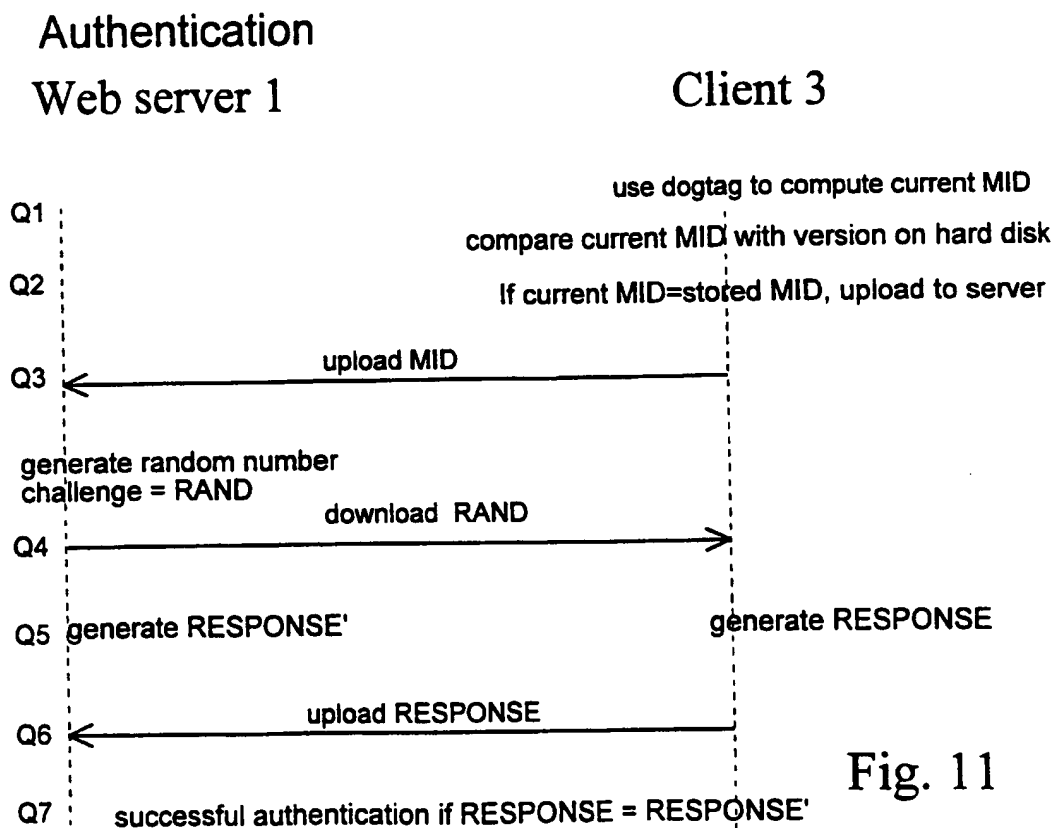 Authentication
Web server 1
Client 3
use dogtag to compute current MID
Q1
compare current MID with version on hard disk
Q2
If current MID=stored MID, upload to server
upload MID
Q3
generate random number
challenge = RAND
download RAND
Q4
Q5 generate RESPONSE'
generate RESPONSE
upload RESPONSE
Q6
Fig. 11
Q7 successful authentication if RESPONSE = RESPONSE'